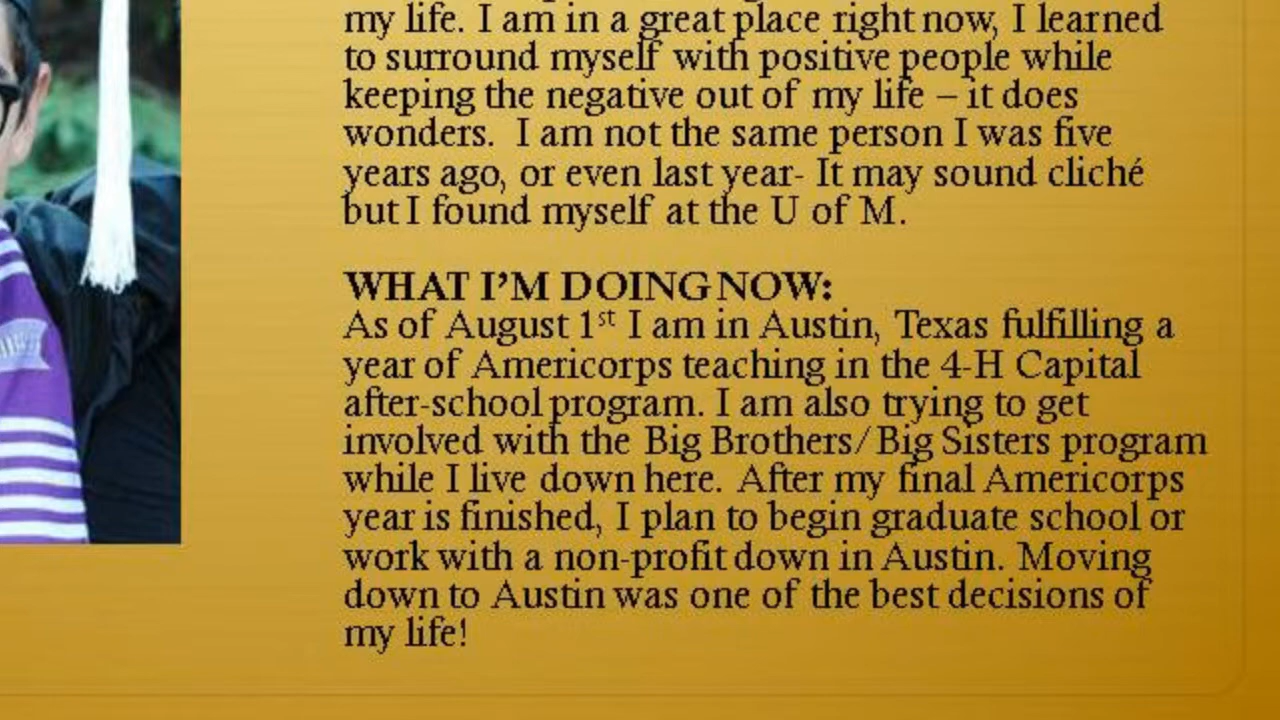 my life. I am in a great place right now, I learned
to surround myself with positive people while
keeping the negative out of my life – it does
wonders. I am not the same person I was five
years ago, or even last year- It may sound cliché
but I found myself at the U of M.
WHAT I'M DOING NOW:
As of August 1st I am in Austin, Texas fulfilling a
year of Americorps teaching in the 4-H Capital
after-school program. I am also trying to get
involved with the Big Brothers/ Big Sisters program
while I live down here. After my final Americorps
year is finished, I plan to begin graduate school or
work with a non-profit down in Austin. Moving
down to Austin was one of the best decisions of
my life!